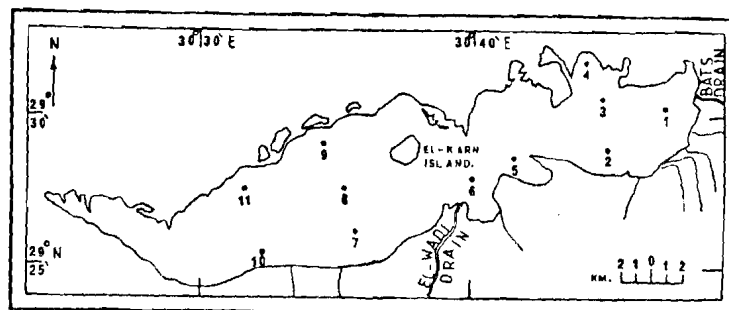 N
30° 30' E
30° 40' E
29°
30
BATS
DRAIN
4
3
1
9
EL-KARN
ISLAND.
2
5
6
11
8
7
10
29° N
25
EL-WADI
DRAIN
KM.
2 1 0 1 2